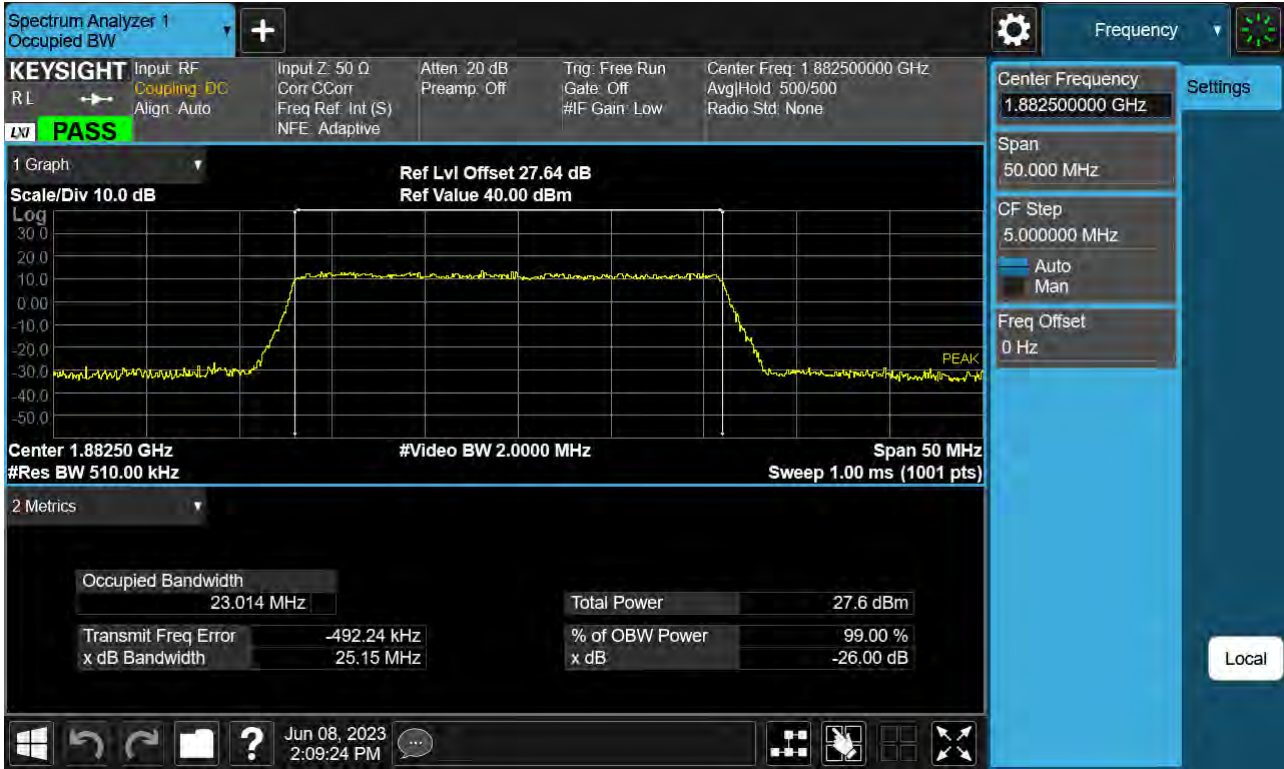 Spectrum Analyzer 1
Occupied BW
Frequency
KEYSIGHT
R L
LXI PASS
Input: RF
Coupling: DC
Align: Auto
Input Z: 50 Ω
Corr CCorr
Freq Ref: Int (S)
NFE: Adaptive
Atten: 20 dB
Preamp: Off
Trig: Free Run
Gate: Off
#IF Gain: Low
Center Freq: 1.882500000 GHz
Avg|Hold: 500/500
Radio Std: None
Center Frequency
1.882500000 GHz
Settings
Span
50.000 MHz
CF Step
5.000000 MHz
Auto
Man
Freq Offset
0 Hz
1 Graph
Scale/Div 10.0 dB
Ref Lvl Offset 27.64 dB
Ref Value 40.00 dBm
Log
30.0
20.0
10.0
0.00
-10.0
-20.0
-30.0
-40.0
-50.0
PEAK
Center 1.88250 GHz
#Video BW 2.0000 MHz
Span 50 MHz
#Res BW 510.00 kHz
Sweep 1.00 ms (1001 pts)
2 Metrics
Occupied Bandwidth
23.014 MHz
Total Power 27.6 dBm
Transmit Freq Error -492.24 kHz
% of OBW Power 99.00 %
x dB Bandwidth 25.15 MHz
x dB -26.00 dB
Local
?
Jun 08, 2023
2:09:24 PM